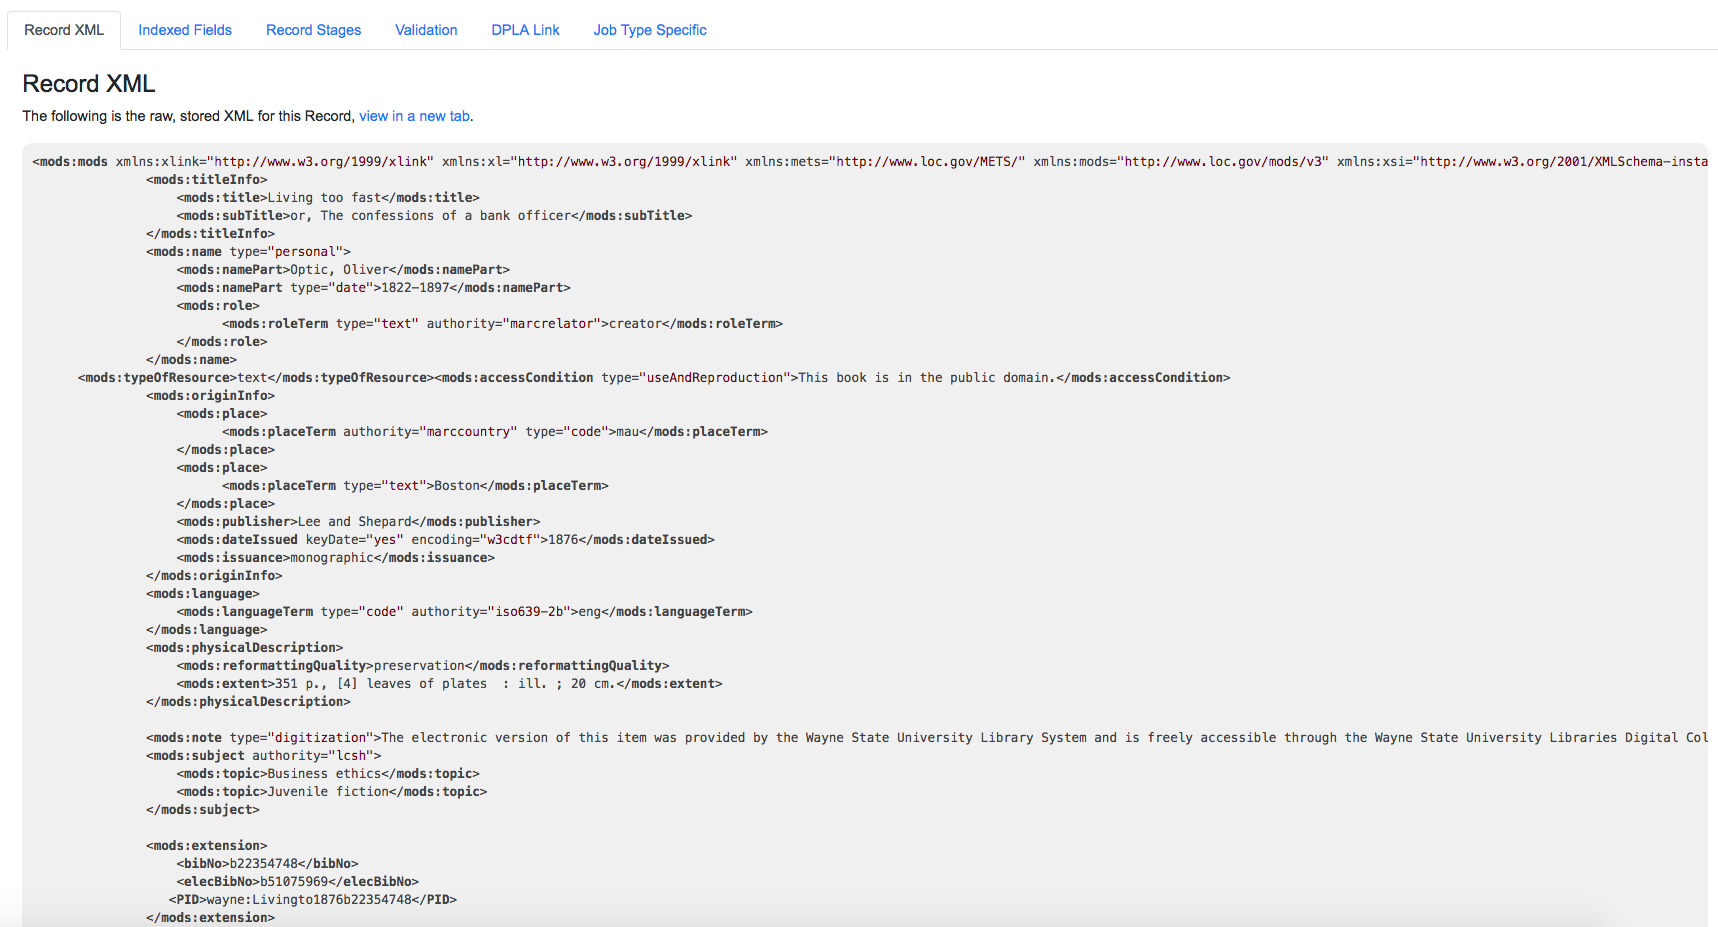 Record XML Indexed Fields Record Stages Validation DPLA Link Job Type Specific
Record XML
The following is the raw, stored XML for this Record, view in a new tab.
<mods:mods xmlns:xlink="http://www.w3.org/1999/xlink" xmlns:xl="http://www.w3.org/1999/xlink" xmlns:mets="http://www.loc.gov/METS/" xmlns:mods="http://www.loc.gov/mods/v3" xmlns:xsi="http://www.w3.org/2001/XMLSchema-insta
<mods:titleInfo>
<mods:title>Living too fast</mods:title>
<mods:subTitle>or, The confessions of a bank officer</mods:subTitle>
</mods:titleInfo>
<mods:name type="personal">
<mods:namePart>Optic, Oliver</mods:namePart>
<mods:namePart type="date">1822-1897</mods:namePart>
<mods:role>
<mods:roleTerm type="text" authority="marcrelator">creator</mods:roleTerm>
</mods:role>
</mods:name>
<mods:typeOfResource>text</mods:typeOfResource><mods:accessCondition type="useAndReproduction">This book is in the public domain.</mods:accessCondition>
<mods:originInfo>
<mods:place>
<mods:placeTerm authority="marccountry" type="code">mau</mods:placeTerm>
</mods:place>
<mods:place>
<mods:placeTerm type="text">Boston</mods:placeTerm>
</mods:place>
<mods:publisher>Lee and Shepard</mods:publisher>
<mods:dateIssued keyDate="yes" encoding="w3cdtf">1876</mods:dateIssued>
<mods:issuance>monographic</mods:issuance>
</mods:originInfo>
<mods:language>
<mods:languageTerm type="code" authority="iso639-2b">eng</mods:languageTerm>
</mods:language>
<mods:physicalDescription>
<mods:reformattingQuality>preservation</mods:reformattingQuality>
<mods:extent>351 p., [4] leaves of plates  : ill. ; 20 cm.</mods:extent>
</mods:physicalDescription>
<mods:note type="digitization">The electronic version of this item was provided by the Wayne State University Library System and is freely accessible through the Wayne State University Libraries Digital Col
<mods:subject authority="lcsh">
<mods:topic>Business ethics</mods:topic>
<mods:topic>Juvenile fiction</mods:topic>
</mods:subject>
<mods:extension>
<bibNo>b22354748</bibNo>
<elecBibNo>b51075969</elecBibNo>
<PID>wayne:Livingto1876b22354748</PID>
</mods:extension>